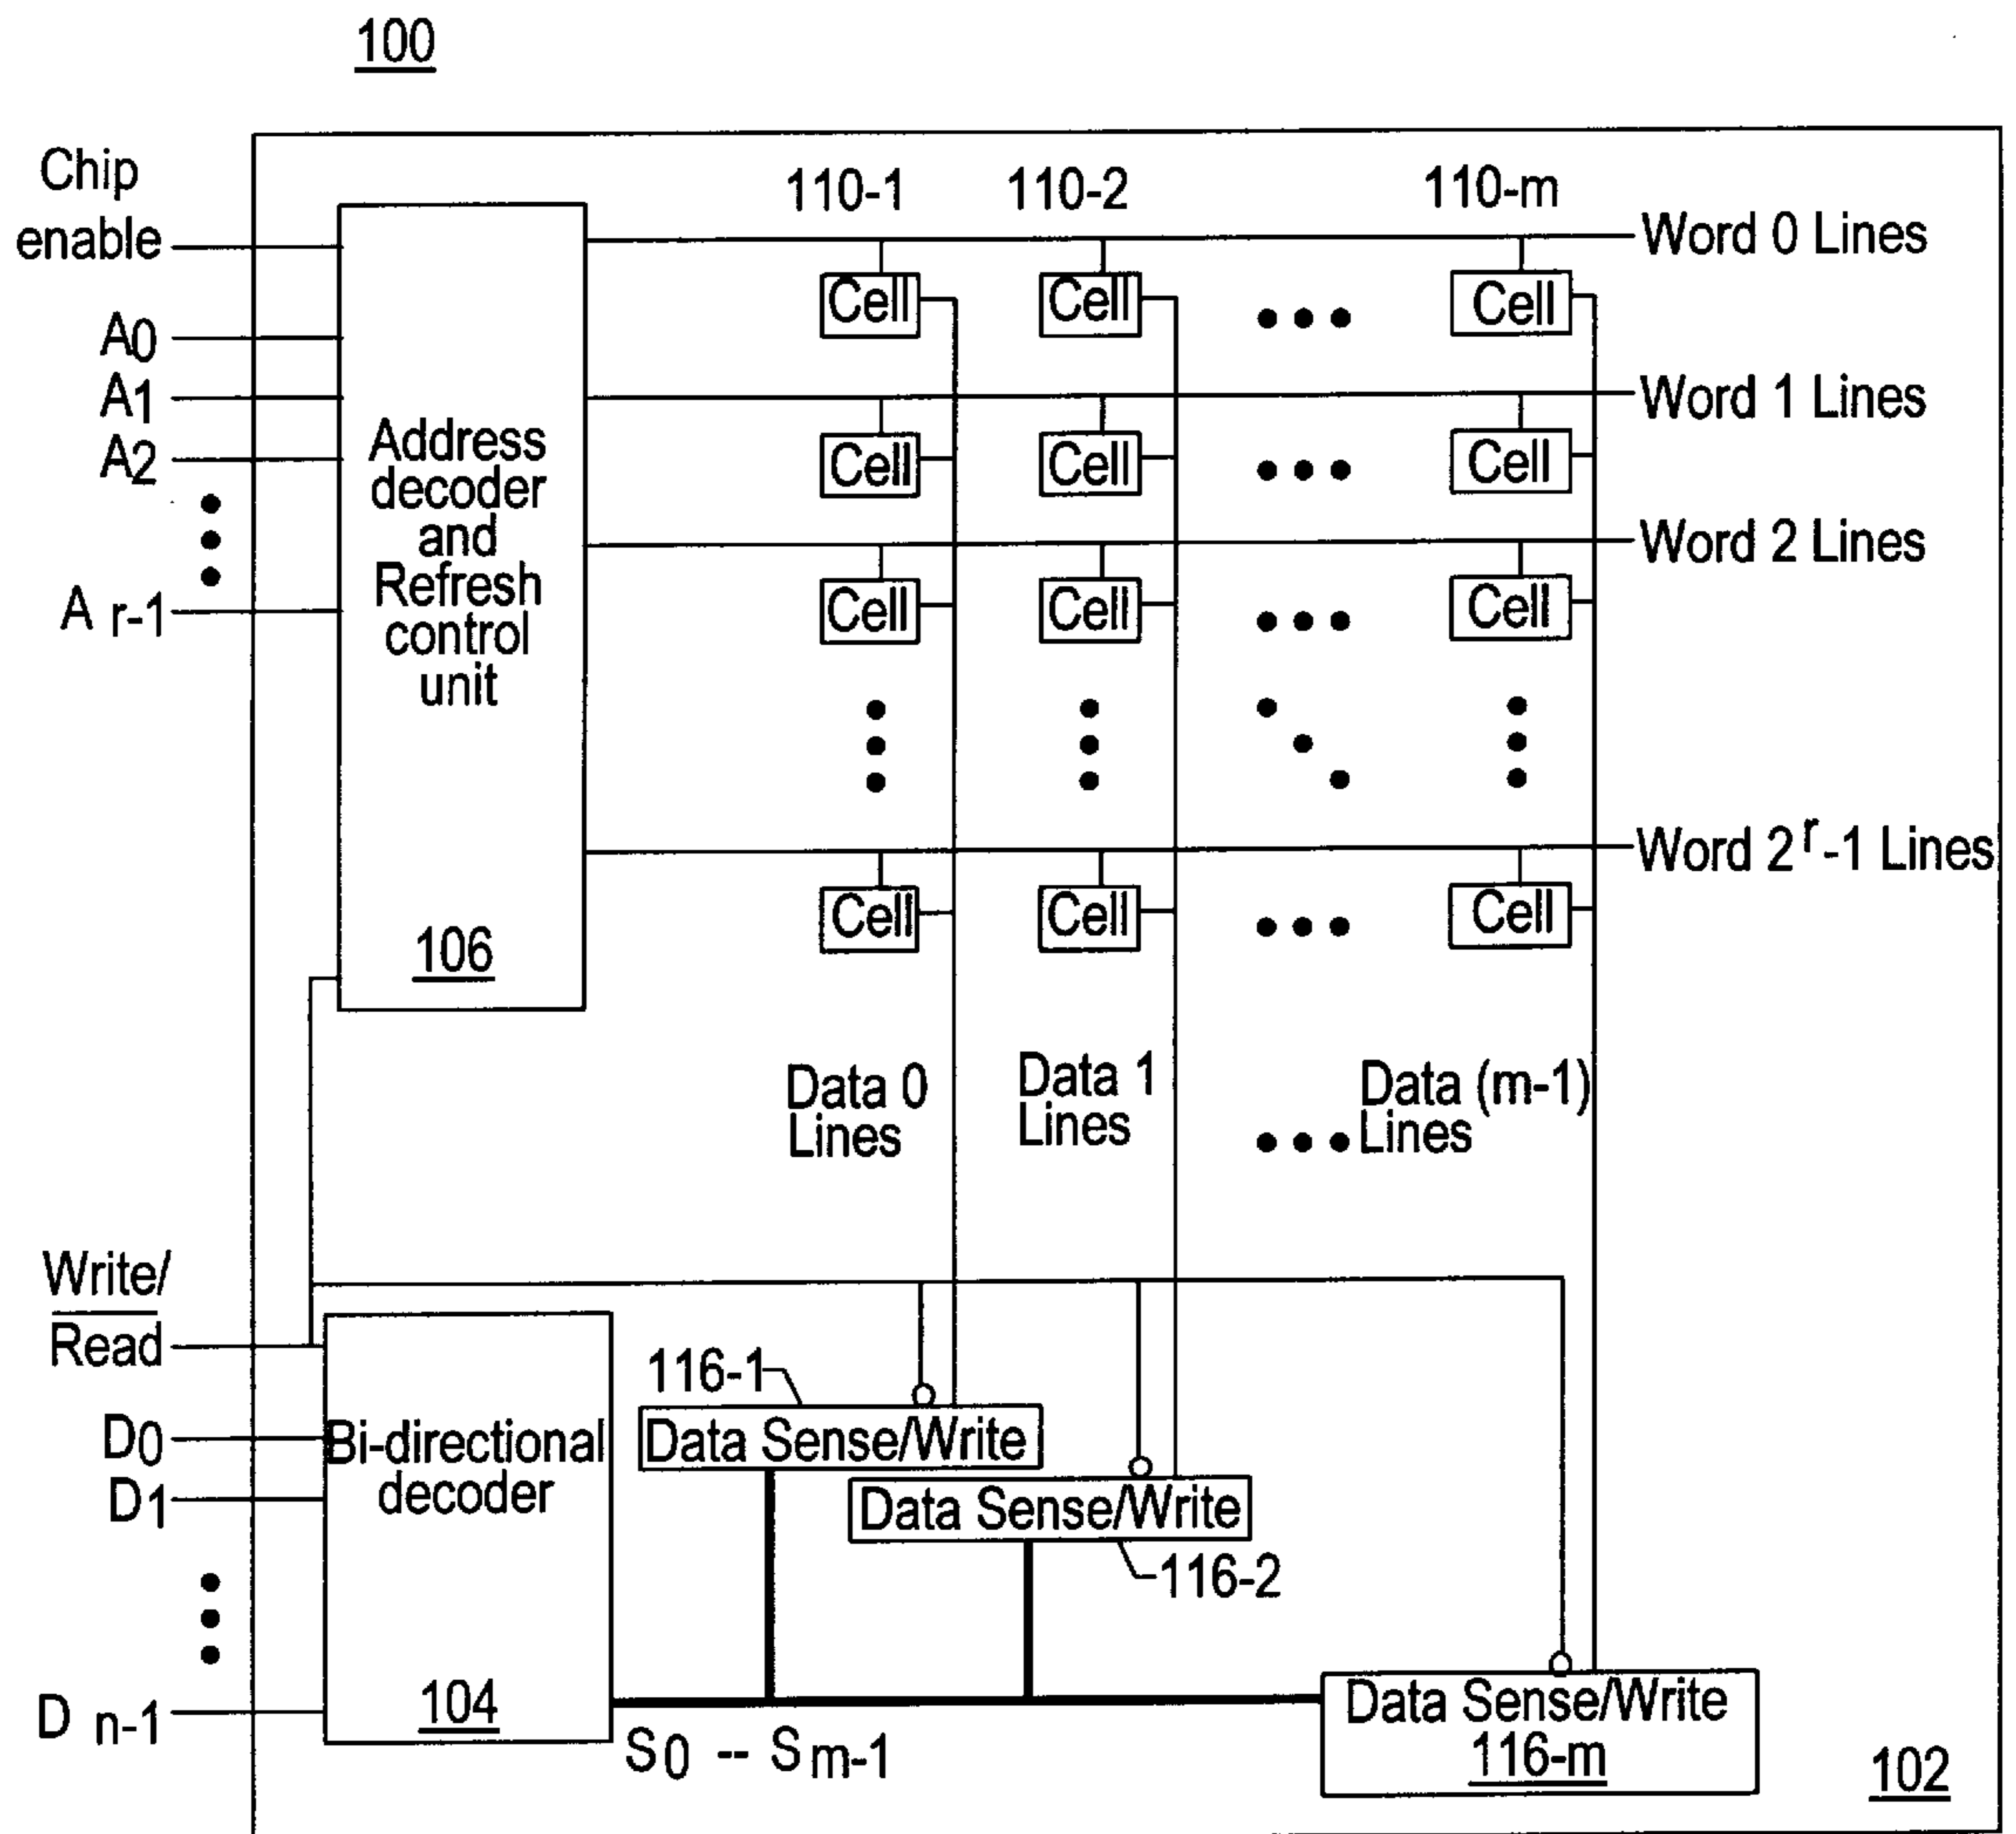 100
Chip
enable
A0
A1
A2
A r-1
Address
decoder
and
Refresh
control
unit
106
110-1 110-2 110-m
Word 0 Lines
Cell Cell Cell
Word 1 Lines
Cell Cell Cell
Word 2 Lines
Cell Cell Cell
Word 2^r-1 Lines
Cell Cell Cell
Data 0
Lines
Data 1
Lines
Data (m-1)
Lines
Write/
Read
D0
D1
D n-1
Bi-directional
decoder
104
116-1
Data Sense/Write
Data Sense/Write
116-2
Data Sense/Write
116-m
S0 -- Sm-1
102